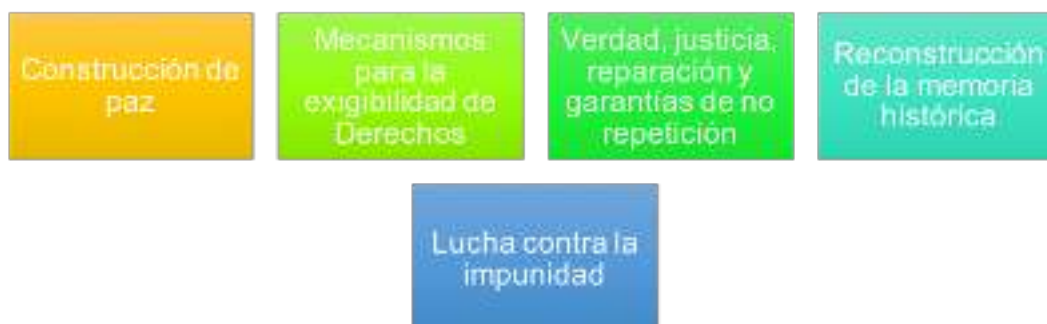 Construcción de
paz
Mecanismos
para la
exigibilidad de
Derechos
Verdad, justicia,
reparación y
garantías de no
repetición
Reconstrucción
de la memoria
histórica
Lucha contra la
impunidad